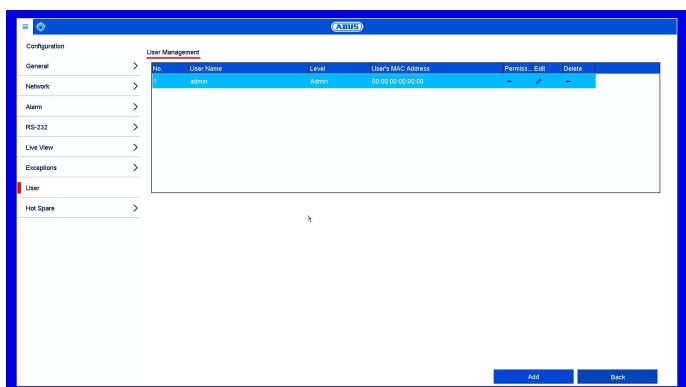 ABUS
Configuration
General
Network
Alarm
RS-232
Live View
Exceptions
User
Hot Spare
User Management
No. User Name Level User's MAC Address Permiss... Edit Delete
1 admin Admin 00:00:00:00:00:00 – –
Add Back